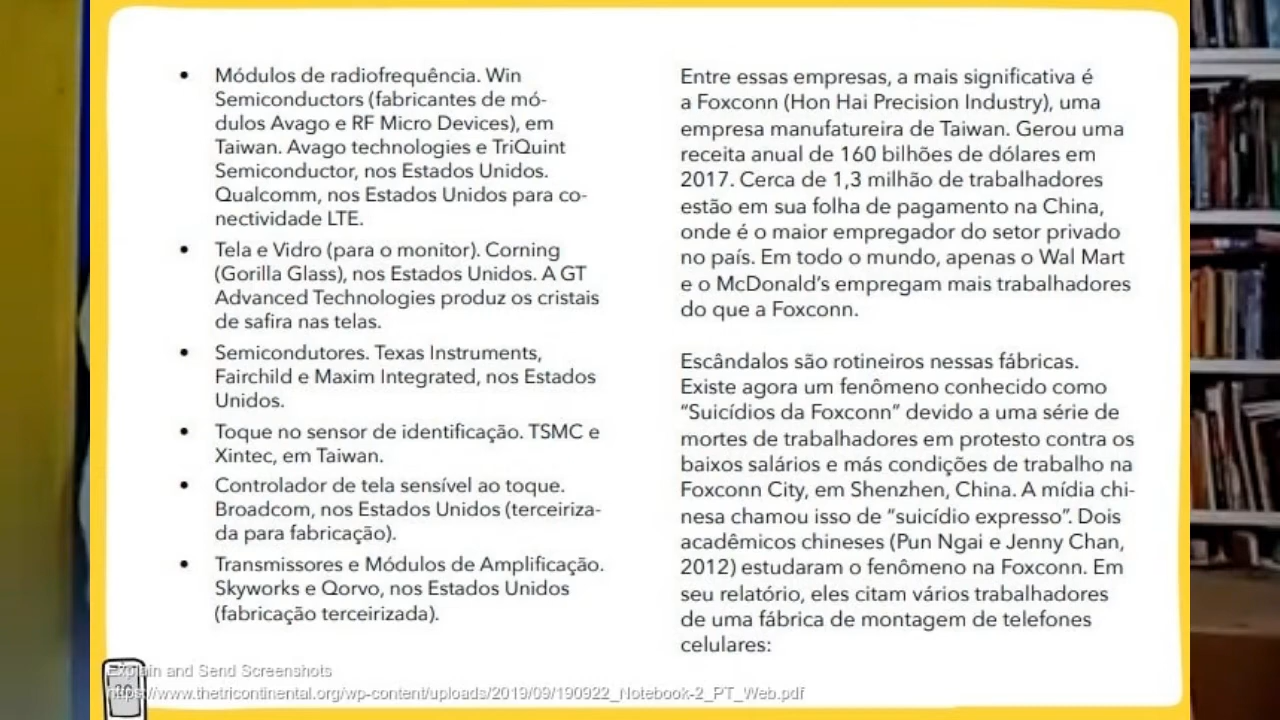 • Módulos de radiofrequência. Win
Semiconductors (fabricantes de mó-
dulos Avago e RF Micro Devices), em
Taiwan. Avago technologies e TriQuint
Semiconductor, nos Estados Unidos.
Qualcomm, nos Estados Unidos para co-
nectividade LTE.
• Tela e Vidro (para o monitor). Corning
(Gorilla Glass), nos Estados Unidos. A GT
Advanced Technologies produz os cristais
de safira nas telas.
• Semicondutores. Texas Instruments,
Fairchild e Maxim Integrated, nos Estados
Unidos.
• Toque no sensor de identificação. TSMC e
Xintec, em Taiwan.
• Controlador de tela sensível ao toque.
Broadcom, nos Estados Unidos (terceiriza-
da para fabricação).
• Transmissores e Módulos de Amplificação.
Skyworks e Qorvo, nos Estados Unidos
(fabricação terceirizada).
Entre essas empresas, a mais significativa é
a Foxconn (Hon Hai Precision Industry), uma
empresa manufatureira de Taiwan. Gerou uma
receita anual de 160 bilhões de dólares em
2017. Cerca de 1,3 milhão de trabalhadores
estão em sua folha de pagamento na China,
onde é o maior empregador do setor privado
no país. Em todo o mundo, apenas o Wal Mart
e o McDonald's empregam mais trabalhadores
do que a Foxconn.
Escândalos são rotineiros nessas fábricas.
Existe agora um fenômeno conhecido como
"Suicídios da Foxconn" devido a uma série de
mortes de trabalhadores em protesto contra os
baixos salários e más condições de trabalho na
Foxconn City, em Shenzhen, China. A mídia chi-
nesa chamou isso de "suicídio expresso". Dois
acadêmicos chineses (Pun Ngai e Jenny Chan,
2012) estudaram o fenômeno na Foxconn. Em
seu relatório, eles citam vários trabalhadores
de uma fábrica de montagem de telefones
celulares:
Explain and Send Screenshots
https://www.thetricontinental.org/wp-content/uploads/2019/09/190922_Notebook-2_PT_Web.pdf